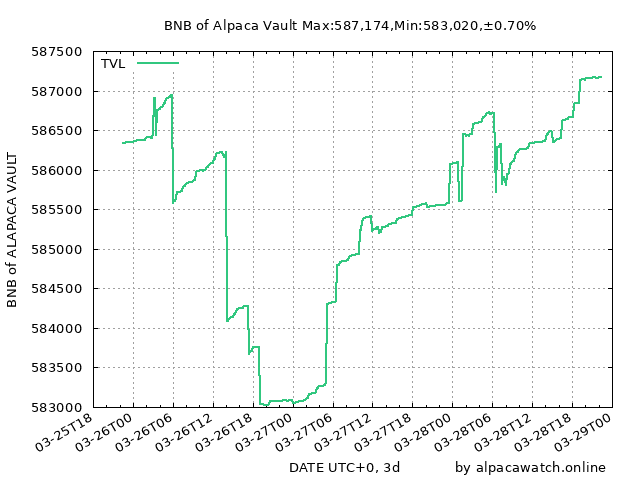 BNB of Alpaca Vault Max:587,174,Min:583,020,±0.70%
587500
TVL
587000
586500
586000
585500
585000
584500
584000
583500
583000
BNB of ALAPACA VAULT
03-25T18
03-26T00
03-26T06
03-26T12
03-26T18
03-27T00
03-27T06
03-27T12
03-27T18
03-28T00
03-28T06
03-28T12
03-28T18
03-29T00
DATE UTC+0, 3d
by alpacawatch.online